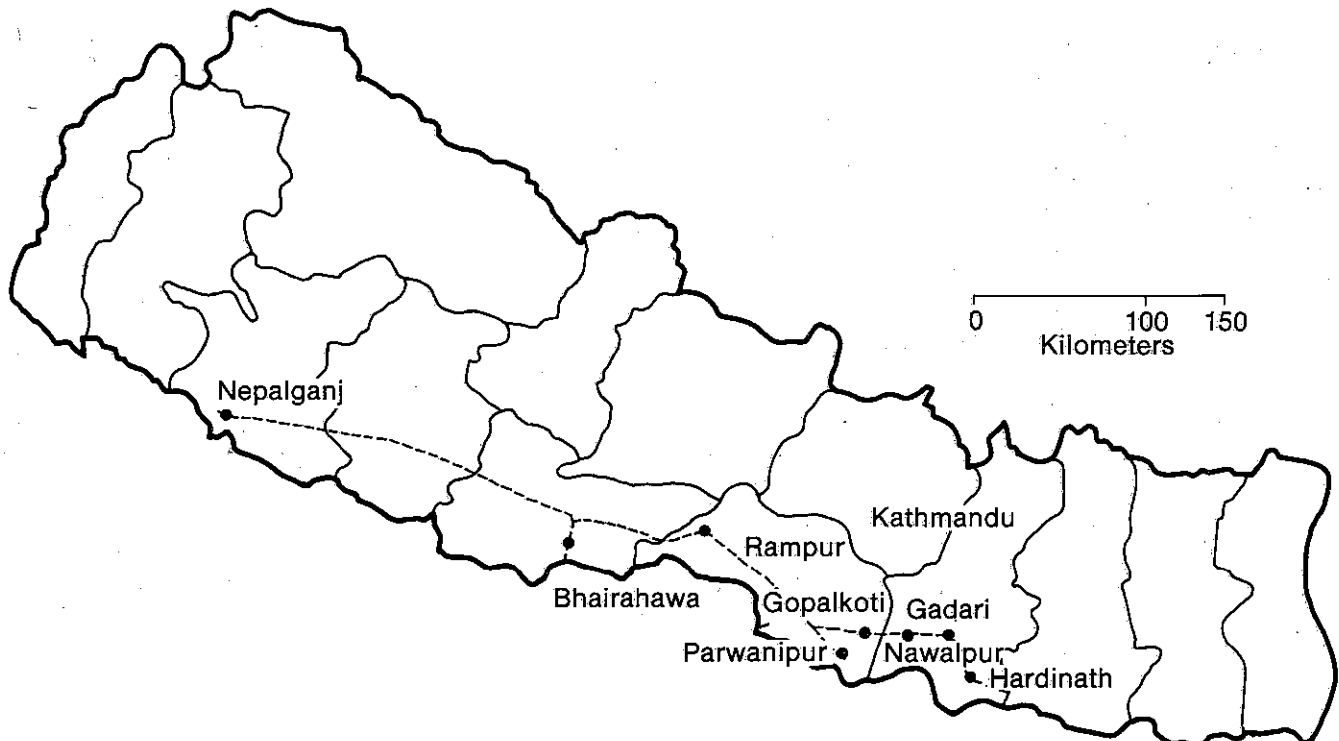 0 100 150
Kilometers
Nepalganj
Kathmandu
Rampur
Bhairahawa
Gopalkoti Gadari
Parwanipur Nawalpur
Hardinath